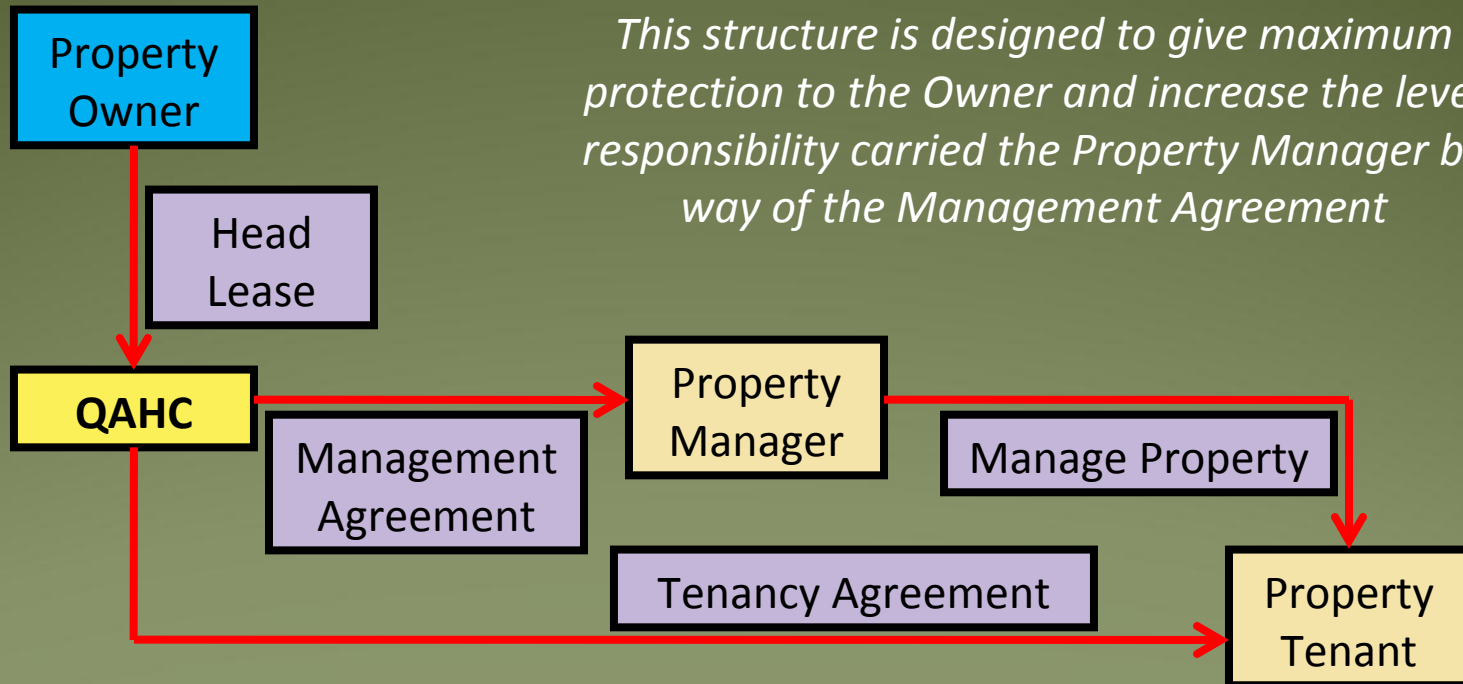 Property
Owner
This structure is designed to give maximum
protection to the Owner and increase the leve
responsibility carried the Property Manager b
way of the Management Agreement
Head
Lease
QAHC
Property
Manager
Management
Agreement
Manage Property
Tenancy Agreement
Property
Tenant